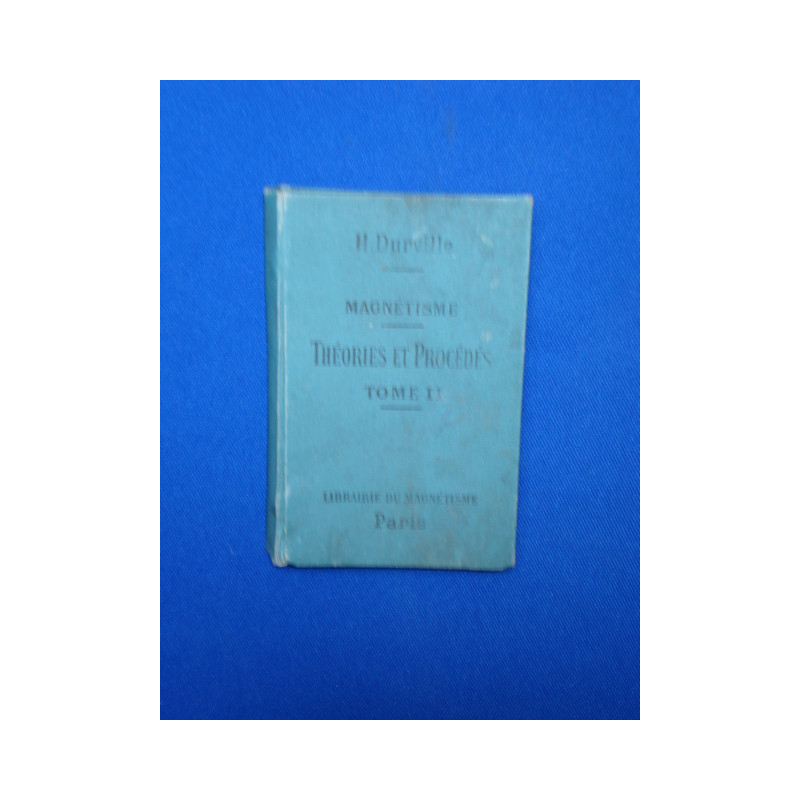 H. Durville
MAGNÉTISME
THÉORIES ET PROCÉDÉS
TOME II
LIBRAIRIE DU MAGNÉTISME
Paris